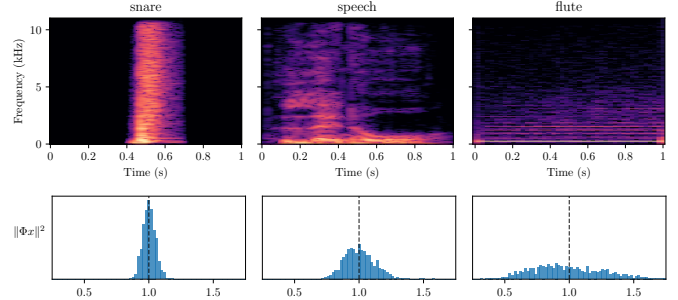 snare speech flute
Frequency (kHz)
10
5
0
0 0.2 0.4 0.6 0.8 1 0 0.2 0.4 0.6 0.8 1 0 0.2 0.4 0.6 0.8 1
Time (s) Time (s) Time (s)
‖Φx‖²
0.5 1.0 1.5 0.5 1.0 1.5 0.5 1.0 1.5